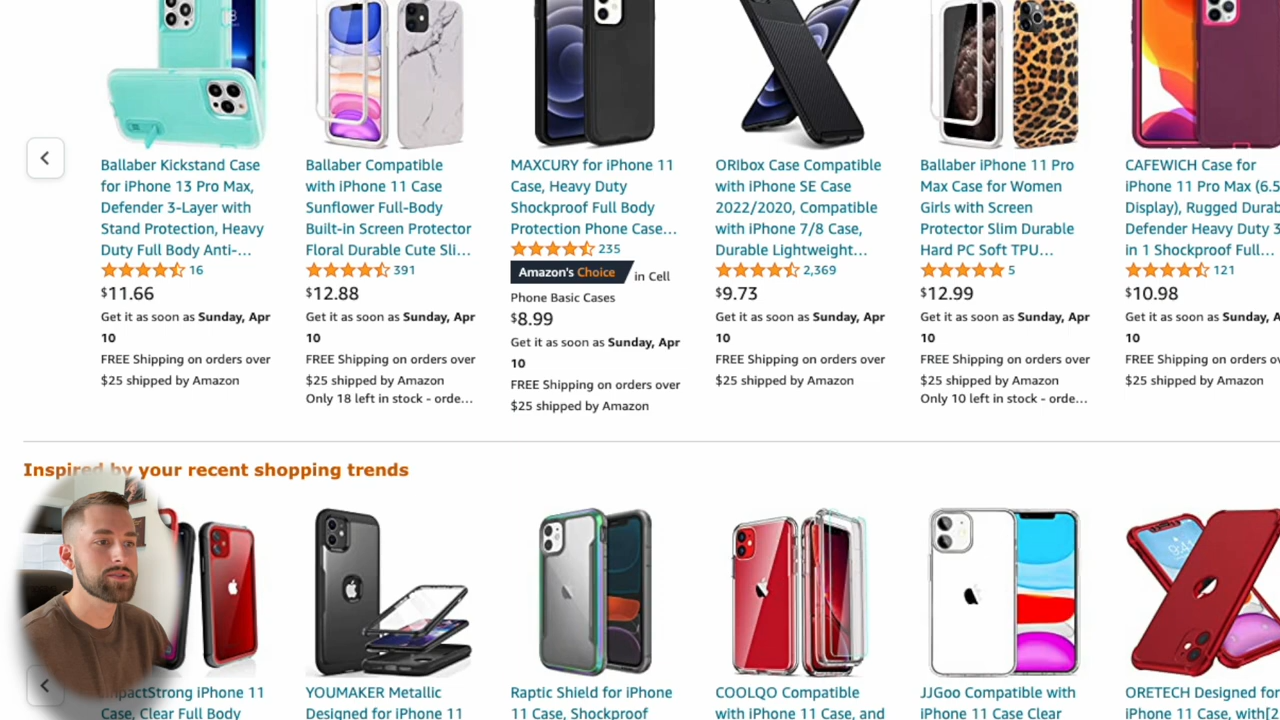 Ballaber Kickstand Case
for iPhone 13 Pro Max,
Defender 3-Layer with
Stand Protection, Heavy
Duty Full Body Anti-...
16
$11.66
Get it as soon as Sunday, Apr
10
FREE Shipping on orders over
$25 shipped by Amazon
Ballaber Compatible
with iPhone 11 Case
Sunflower Full-Body
Built-in Screen Protector
Floral Durable Cute Sli...
391
$12.88
Get it as soon as Sunday, Apr
10
FREE Shipping on orders over
$25 shipped by Amazon
Only 18 left in stock - orde...
MAXCURY for iPhone 11
Case, Heavy Duty
Shockproof Full Body
Protection Phone Case...
235
Amazon's Choice in Cell
Phone Basic Cases
$8.99
Get it as soon as Sunday, Apr
10
FREE Shipping on orders over
$25 shipped by Amazon
ORIbox Case Compatible
with iPhone SE Case
2022/2020, Compatible
with iPhone 7/8 Case,
Durable Lightweight...
2,369
$9.73
Get it as soon as Sunday, Apr
10
FREE Shipping on orders over
$25 shipped by Amazon
Ballaber iPhone 11 Pro
Max Case for Women
Girls with Screen
Protector Slim Durable
Hard PC Soft TPU...
5
$12.99
Get it as soon as Sunday, Apr
10
FREE Shipping on orders over
$25 shipped by Amazon
Only 10 left in stock - orde...
CAFEWICH Case for
iPhone 11 Pro Max (6.5
Display), Rugged Durab
Defender Heavy Duty 3
in 1 Shockproof Full...
121
$10.98
Get it as soon as Sunday, A
10
FREE Shipping on orders ov
$25 shipped by Amazon
Inspired by your recent shopping trends
mpactStrong iPhone 11
Case, Clear Full Body
YOUMAKER Metallic
Designed for iPhone 11
Raptic Shield for iPhone
11 Case, Shockproof
COOLQO Compatible
with iPhone 11 Case, and
JJGoo Compatible with
iPhone 11 Case Clear
ORETECH Designed for
iPhone 11 Case, with[2